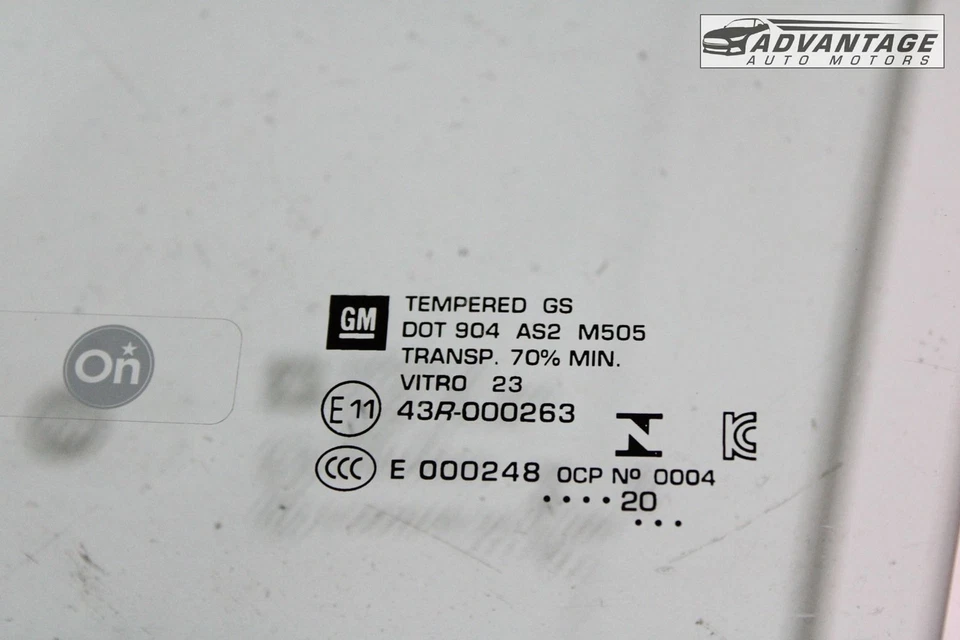 ADVANTAGE
AUTO MOTORS
GM
TEMPERED GS
DOT 904 AS2 M505
TRANSP. 70% MIN.
VITRO 23
On
E11 43R-000263
CCC E 000248 OCP Nº 0004
.... 20
...